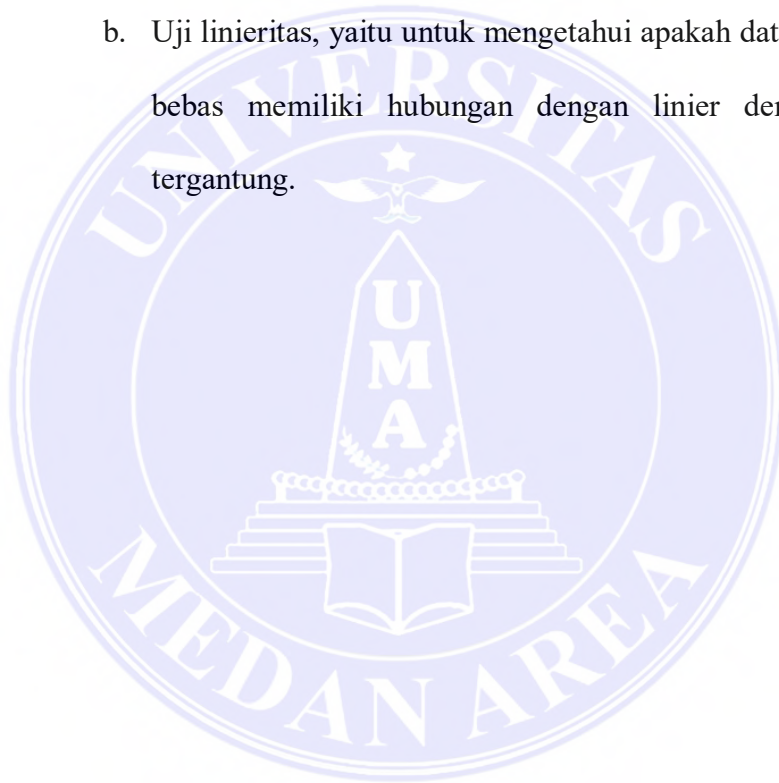 b. Uji linieritas, yaitu untuk mengetahui apakah dat
bebas memiliki hubungan dengan linier der
tergantung.
UNIVERSITAS
UMA
MEDAN AREA